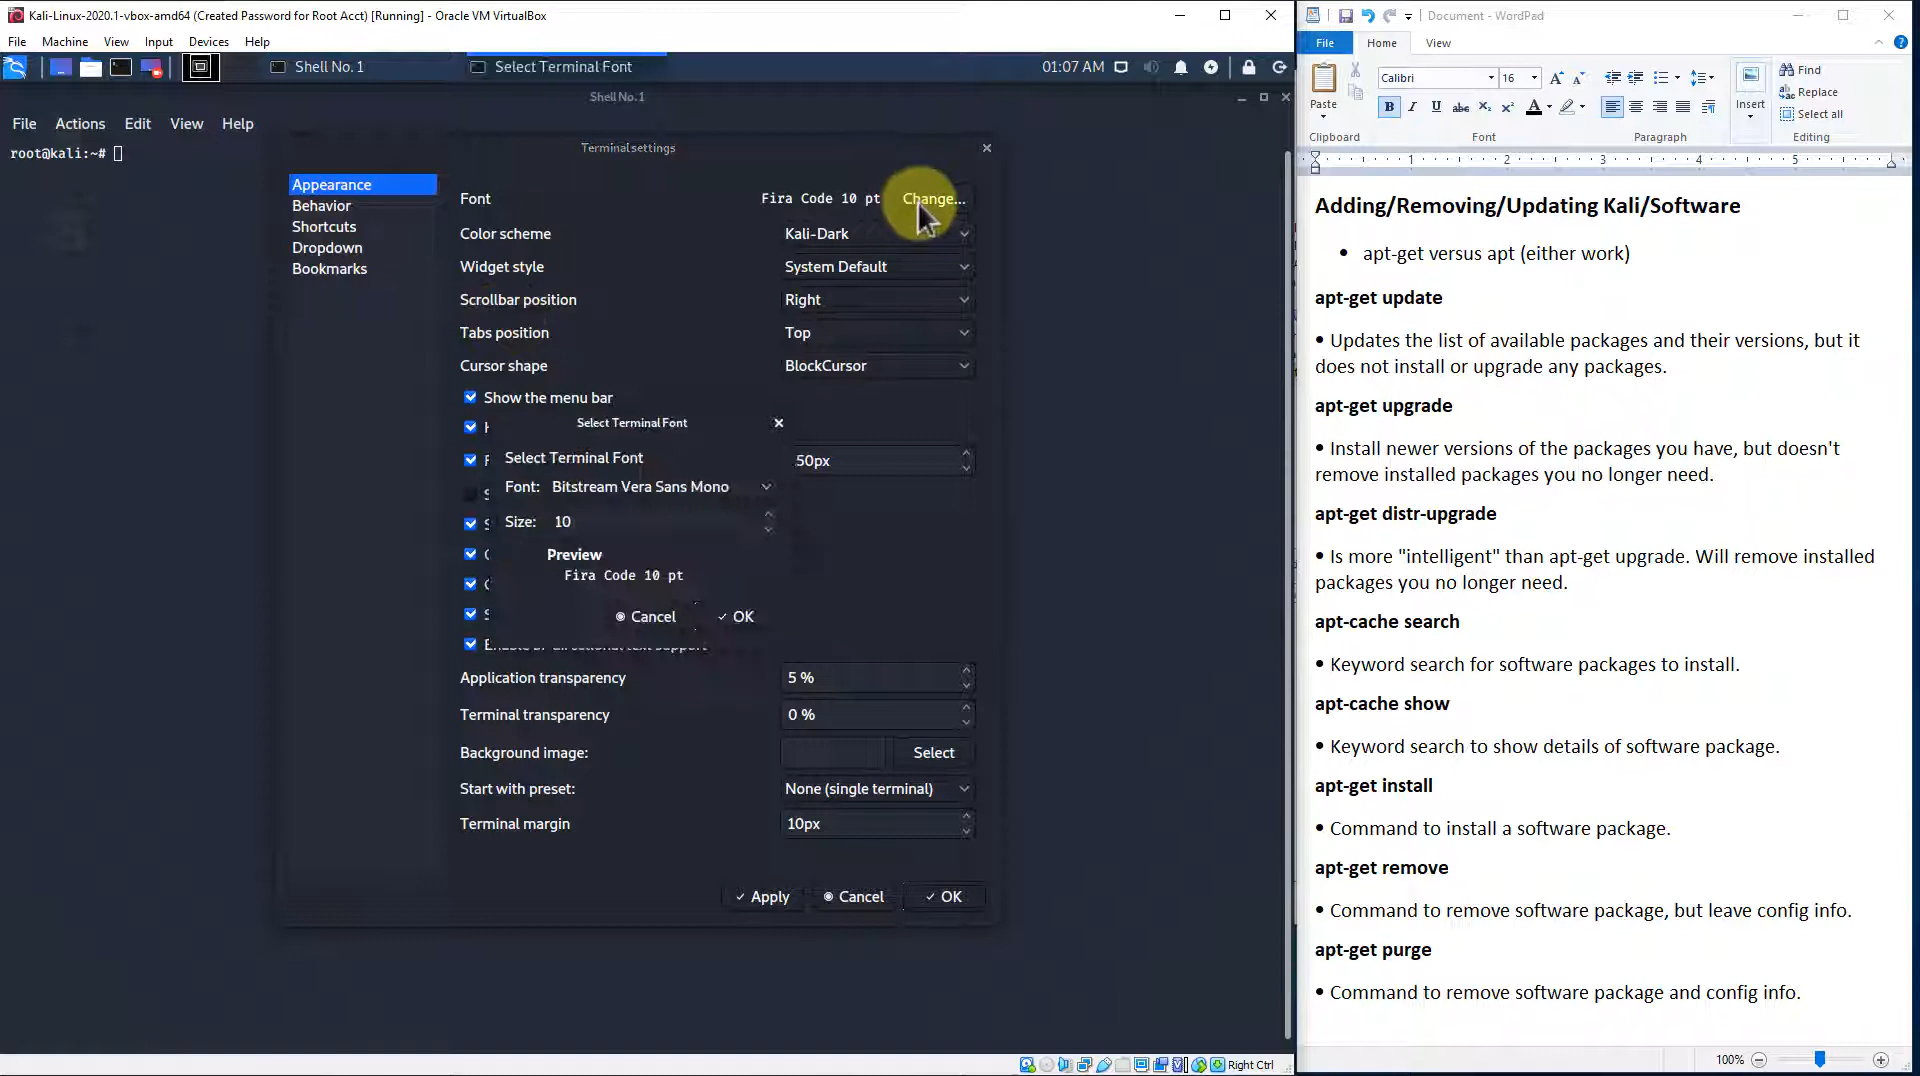 Kali-Linux-2020.1-vbox-amd64 (Created Password for Root Acct) [Running] - Oracle VM VirtualBox
File Machine View Input Devices Help
Shell No. 1
Select Terminal Font
01:07 AM
Shell No. 1
File Actions Edit View Help
root@kali:~#
Terminal settings
Appearance
Behavior
Shortcuts
Dropdown
Bookmarks
Font Fira Code 10 pt Change...
Color scheme Kali-Dark
Widget style System Default
Scrollbar position Right
Tabs position Top
Cursor shape BlockCursor
Show the menu bar
50px
Select Terminal Font
Select Terminal Font
Font: Bitstream Vera Sans Mono
Size: 10
Preview
Fira Code 10 pt
Cancel OK
Application transparency 5 %
Terminal transparency 0 %
Background image: Select
Start with preset: None (single terminal)
Terminal margin 10px
Apply Cancel OK
Right Ctrl
Document - WordPad
File Home View
Paste
Clipboard
Calibri 16
Font
Paragraph
Insert
Find
Replace
Select all
Editing
1 2 3 4 5
Adding/Removing/Updating Kali/Software
• apt-get versus apt (either work)
apt-get update
• Updates the list of available packages and their versions, but it
does not install or upgrade any packages.
apt-get upgrade
• Install newer versions of the packages you have, but doesn't
remove installed packages you no longer need.
apt-get distr-upgrade
• Is more "intelligent" than apt-get upgrade. Will remove installed
packages you no longer need.
apt-cache search
• Keyword search for software packages to install.
apt-cache show
• Keyword search to show details of software package.
apt-get install
• Command to install a software package.
apt-get remove
• Command to remove software package, but leave config info.
apt-get purge
• Command to remove software package and config info.
100%